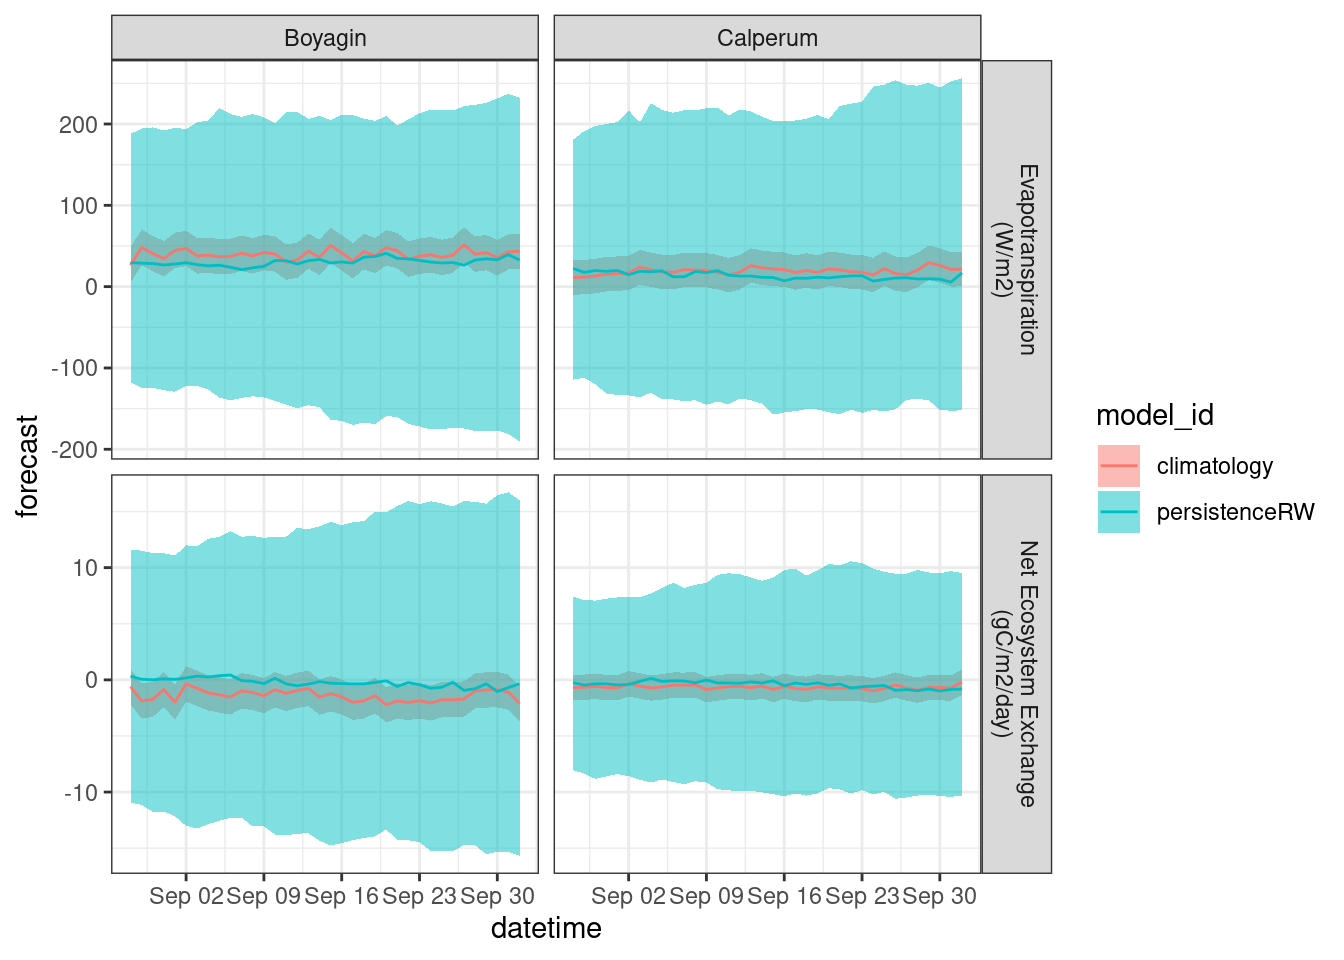 Boyagin
Calperum
200
100
0
-100
-200
Evapotranspiration
(W/m2)
10
0
-10
Net Ecosystem Exchange
(gC/m2/day)
Sep 02 Sep 09 Sep 16 Sep 23 Sep 30
Sep 02 Sep 09 Sep 16 Sep 23 Sep 30
datetime
forecast
model_id
climatology
persistenceRW